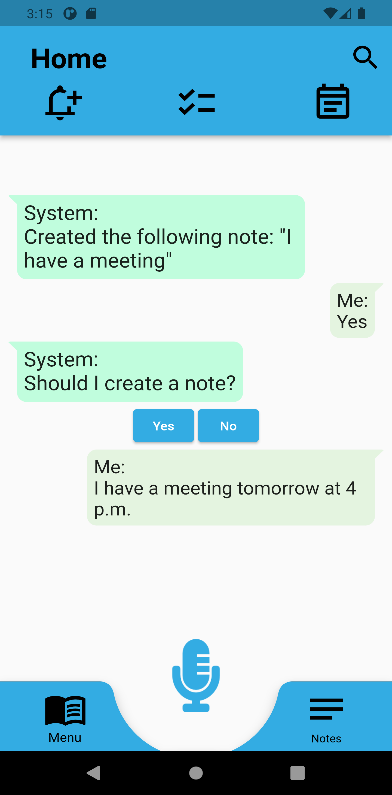 3:15
Home
System:
Created the following note: "I
have a meeting"
Me:
Yes
System:
Should I create a note?
Yes No
Me:
I have a meeting tomorrow at 4
p.m.
Menu
Notes